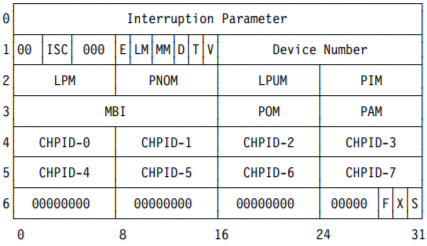 0 Interruption Parameter
1 00 ISC 000 E LM MM D T V Device Number
2 LPM PNOM LPUM PIM
3 MBI POM PAM
4 CHPID-0 CHPID-1 CHPID-2 CHPID-3
5 CHPID-4 CHPID-5 CHPID-6 CHPID-7
6 00000000 00000000 00000000 00000 F X S
0 8 16 24 31